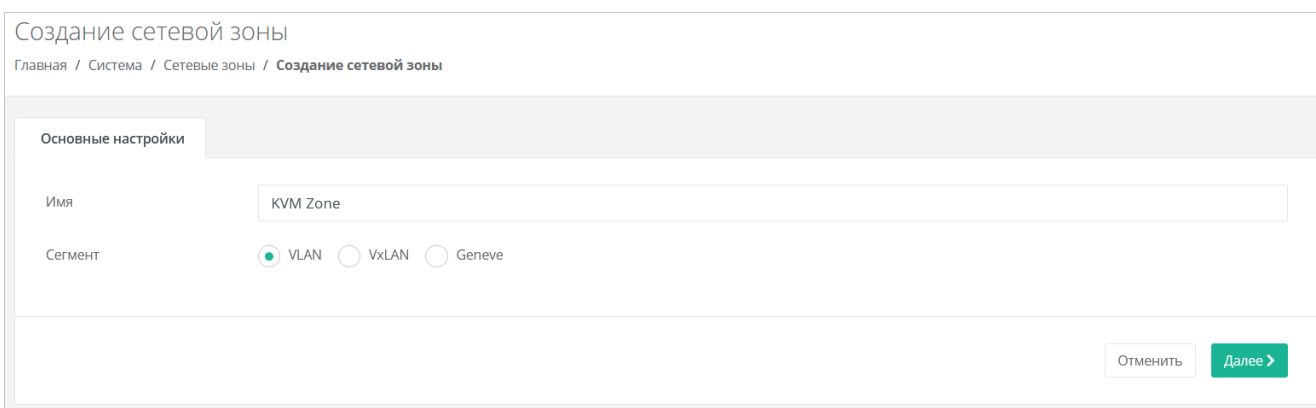 Создание сетевой зоны
Главная / Система / Сетевые зоны / Создание сетевой зоны
Основные настройки
Имя KVM Zone
Сегмент VLAN VxLAN Geneve
Отменить Далее